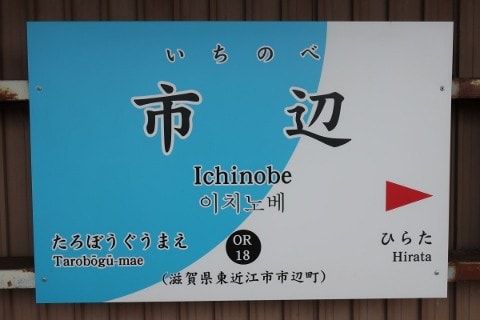 いちのべ
市辺
Ichinobe
이치노베
たろぼうぐうまえ
Tarobōgū-mae
OR
18
ひらた
Hirata
(滋賀県東近江市市辺町)